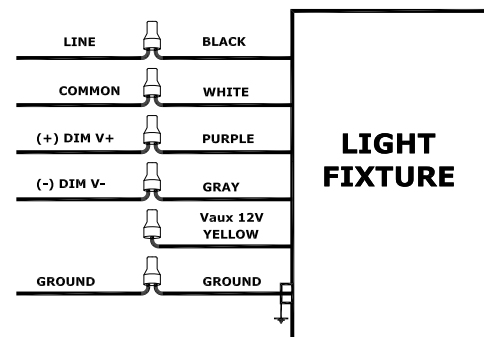 LINE BLACK
COMMON WHITE
(+) DIM V+ PURPLE
(-) DIM V- GRAY
Vaux 12V
YELLOW
GROUND GROUND
LIGHT
FIXTURE